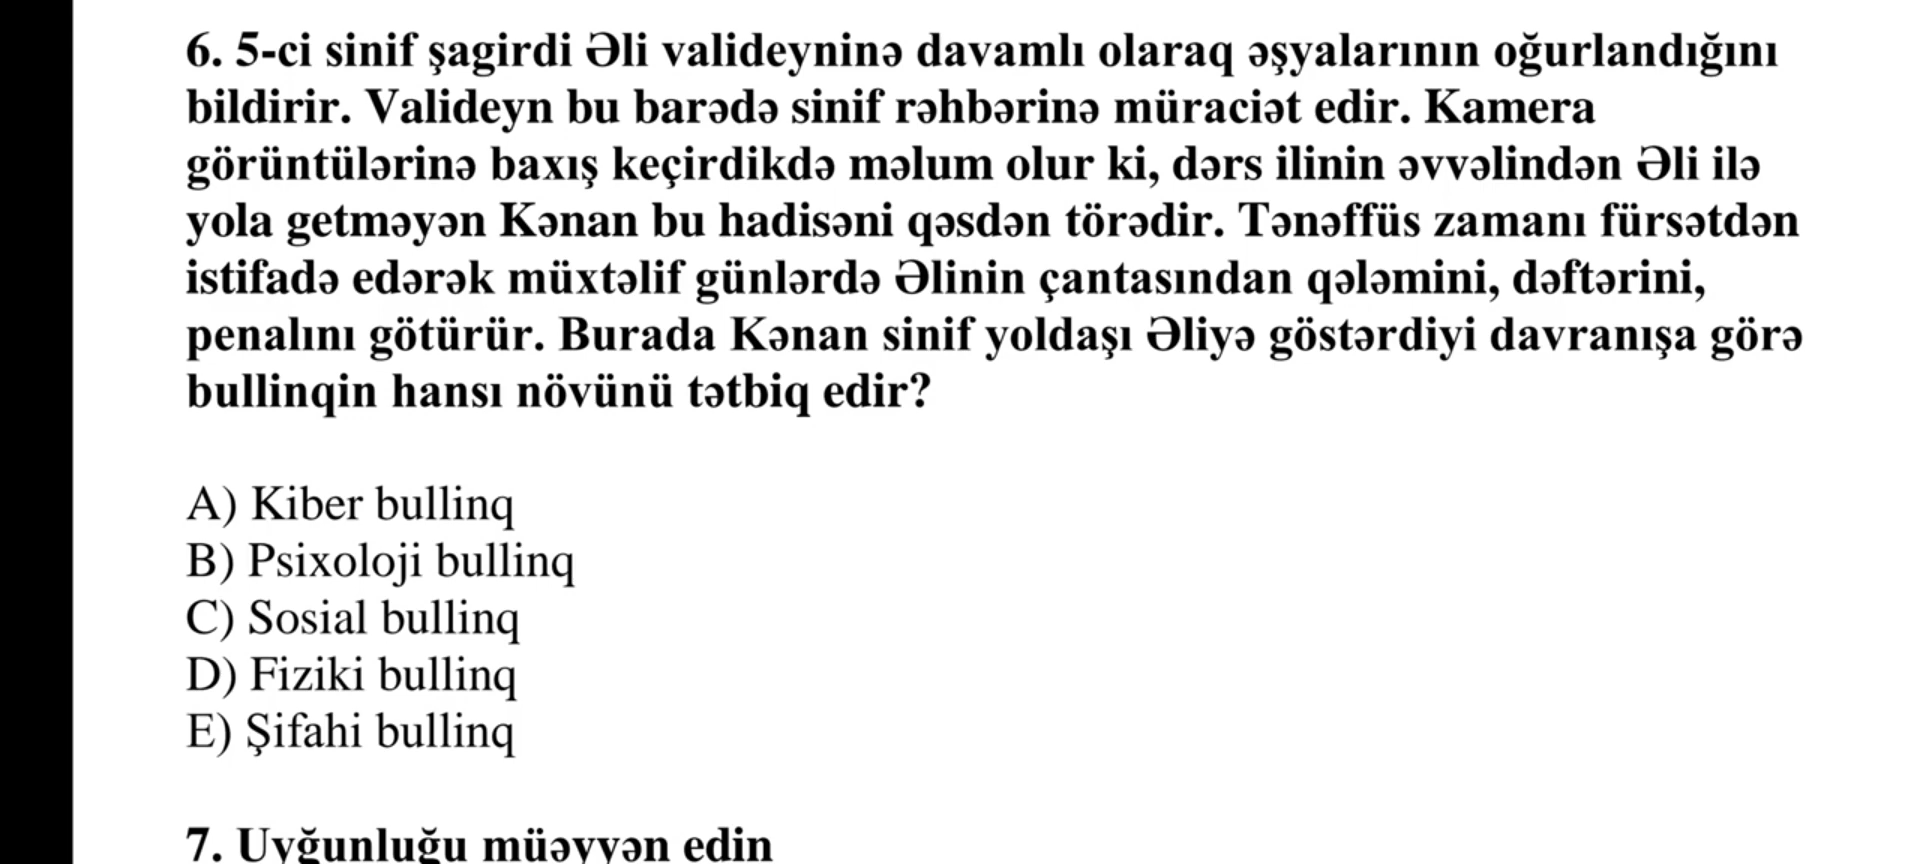 6. 5-ci sinif şagirdi Əli valideyninə davamlı olaraq əşyalarının oğurlandığını
bildirir. Valideyn bu barədə sinif rəhbərinə müraciət edir. Kamera
görüntülərinə baxış keçirdikdə məlum olur ki, dərs ilinin əvvəlindən Əli ilə
yola getməyən Kənan bu hadisəni qəsdən törədir. Tənəffüs zamanı fürsətdən
istifadə edərək müxtəlif günlərdə Əlinin çantasından qələmini, dəftərini,
penalını götürür. Burada Kənan sinif yoldaşı Əliyə göstərdiyi davranışa görə
bullinqin hansı növünü tətbiq edir?
A) Kiber bullinq
B) Psixoloji bullinq
C) Sosial bullinq
D) Fiziki bullinq
E) Şifahi bullinq
7. Uyğunluğu müəyyən edin